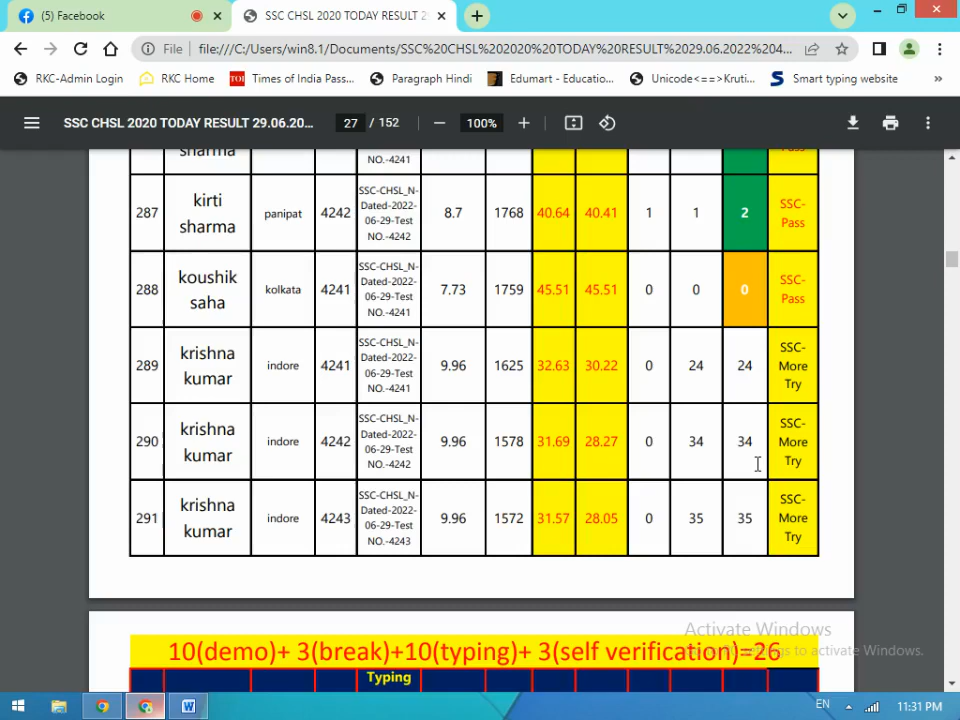 (5) Facebook
SSC CHSL 2020 TODAY RESULT 2
File
file:///C:/Users/win8.1/Documents/SSC%20CHSL%202020%20TODAY%20RESULT%2029.06.2022%204...
RKC-Admin Login
RKC Home
TOI
Times of India Pass...
Paragraph Hindi
Edumart - Educatio...
Unicode<==>Kruti...
S
Smart typing website
»
SSC CHSL 2020 TODAY RESULT 29.06.20...
27 / 152
100%
sharma
NO.-4241
Pass
287
kirti
sharma
panipat
4242
SSC-CHSL_N-
Dated-2022-
06-29-Test
NO.-4242
8.7
1768
40.64
40.41
1
1
2
SSC-
Pass
288
koushik
saha
kolkata
4241
SSC-CHSL_N-
Dated-2022-
06-29-Test
NO.-4241
7.73
1759
45.51
45.51
0
0
0
SSC-
Pass
289
krishna
kumar
indore
4241
SSC-CHSL_N-
Dated-2022-
06-29-Test
NO.-4241
9.96
1625
32.63
30.22
0
24
24
SSC-
More
Try
290
krishna
kumar
indore
4242
SSC-CHSL_N-
Dated-2022-
06-29-Test
NO.-4242
9.96
1578
31.69
28.27
0
34
34
SSC-
More
Try
291
krishna
kumar
indore
4243
SSC-CHSL_N-
Dated-2022-
06-29-Test
NO.-4243
9.96
1572
31.57
28.05
0
35
35
SSC-
More
Try
Activate Windows
10(demo)+ 3(break)+10(typing)+ 3(self verification)=26
to activate Windows.
Typing
W
EN
11:31 PM